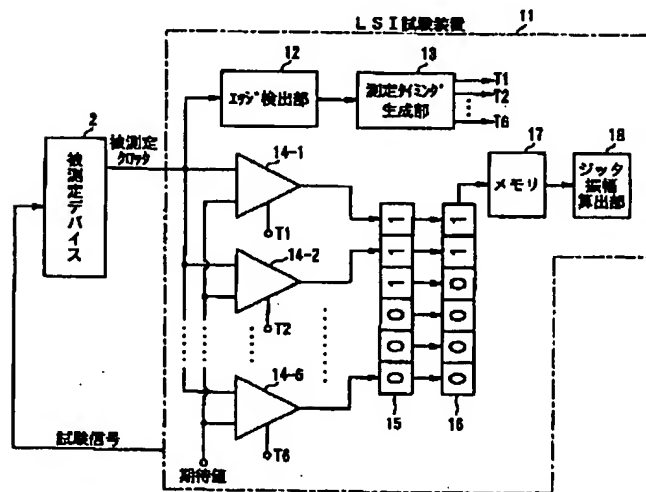 LSI試験装置
11
12
エッジ検出部
13
測定タイミング
生成部
T1
T2
T6
2
被測定デバイス
被測定
クロック
14-1
T1
14-2
T2
14-6
T6
17
メモリ
18
ジッタ
振幅
算出部
1 1
1 1
1 0
0 0
0 0
0 0
15
16
試験信号
期待値